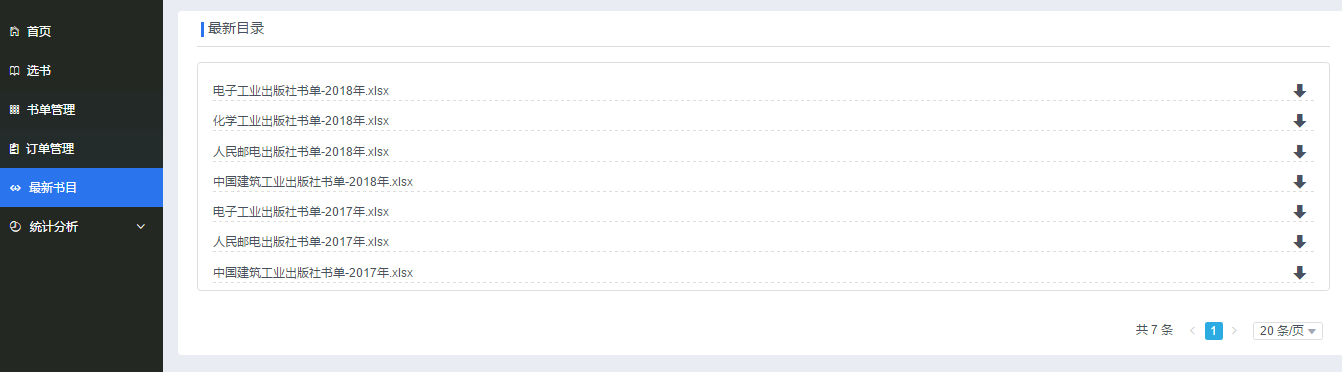 首页
选书
书单管理
订单管理
最新书目
统计分析
最新目录
电子工业出版社书单-2018年.xlsx
化学工业出版社书单-2018年.xlsx
人民邮电出版社书单-2018年.xlsx
中国建筑工业出版社书单-2018年.xlsx
电子工业出版社书单-2017年.xlsx
人民邮电出版社书单-2017年.xlsx
中国建筑工业出版社书单-2017年.xlsx
共 7 条 1 20 条/页